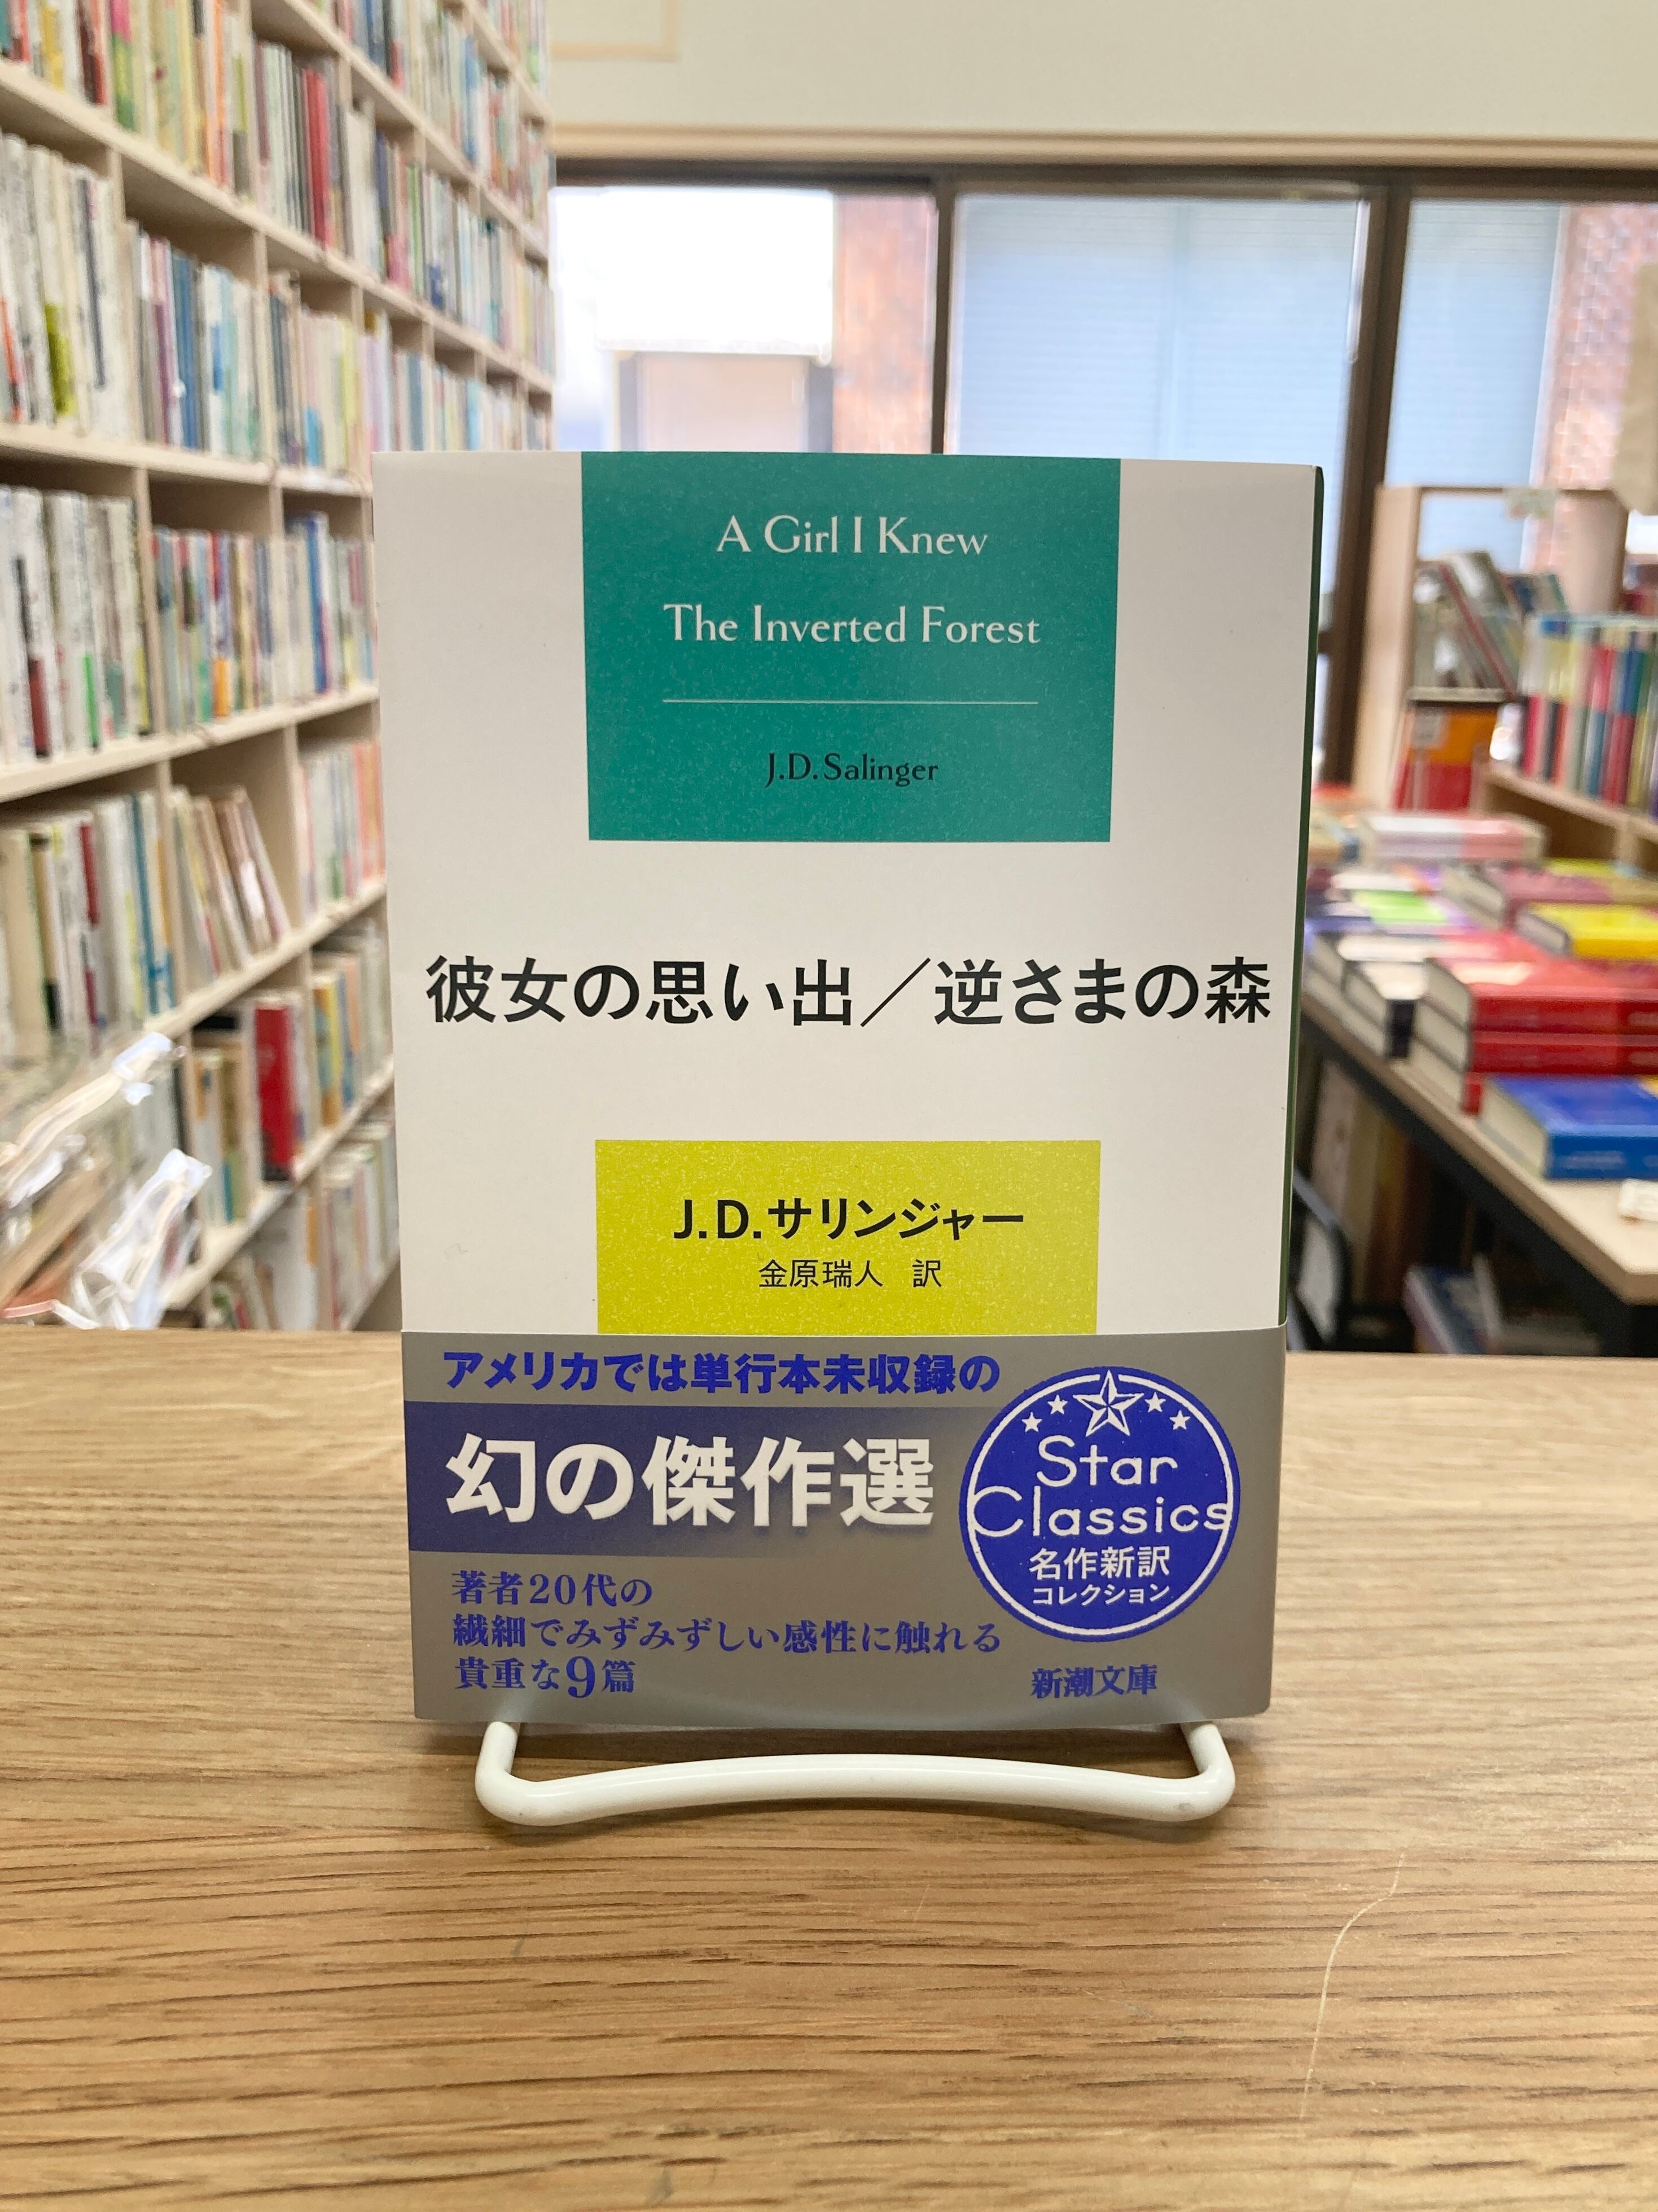 A Girl I Knew
The Inverted Forest
J.D.Salinger
彼女の思い出／逆さまの森
J.D.サリンジャー
金原瑞人 訳
アメリカでは単行本未収録の
幻の傑作選
著者20代の
繊細でみずみずしい感性に触れる
貴重な9篇
Star
Classics
名作新訳
コレクション
新潮文庫